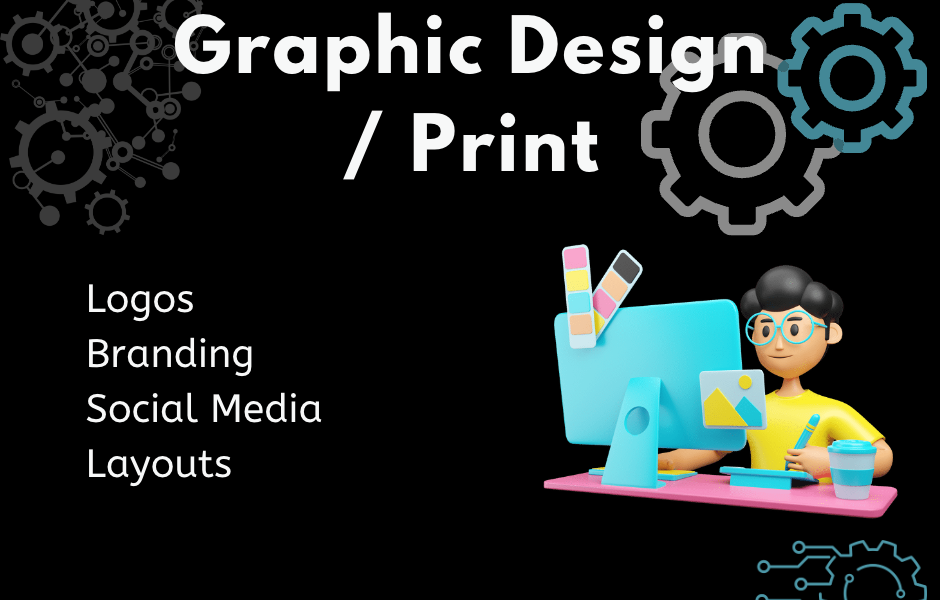 Graphic Design
/ Print
Logos
Branding
Social Media
Layouts